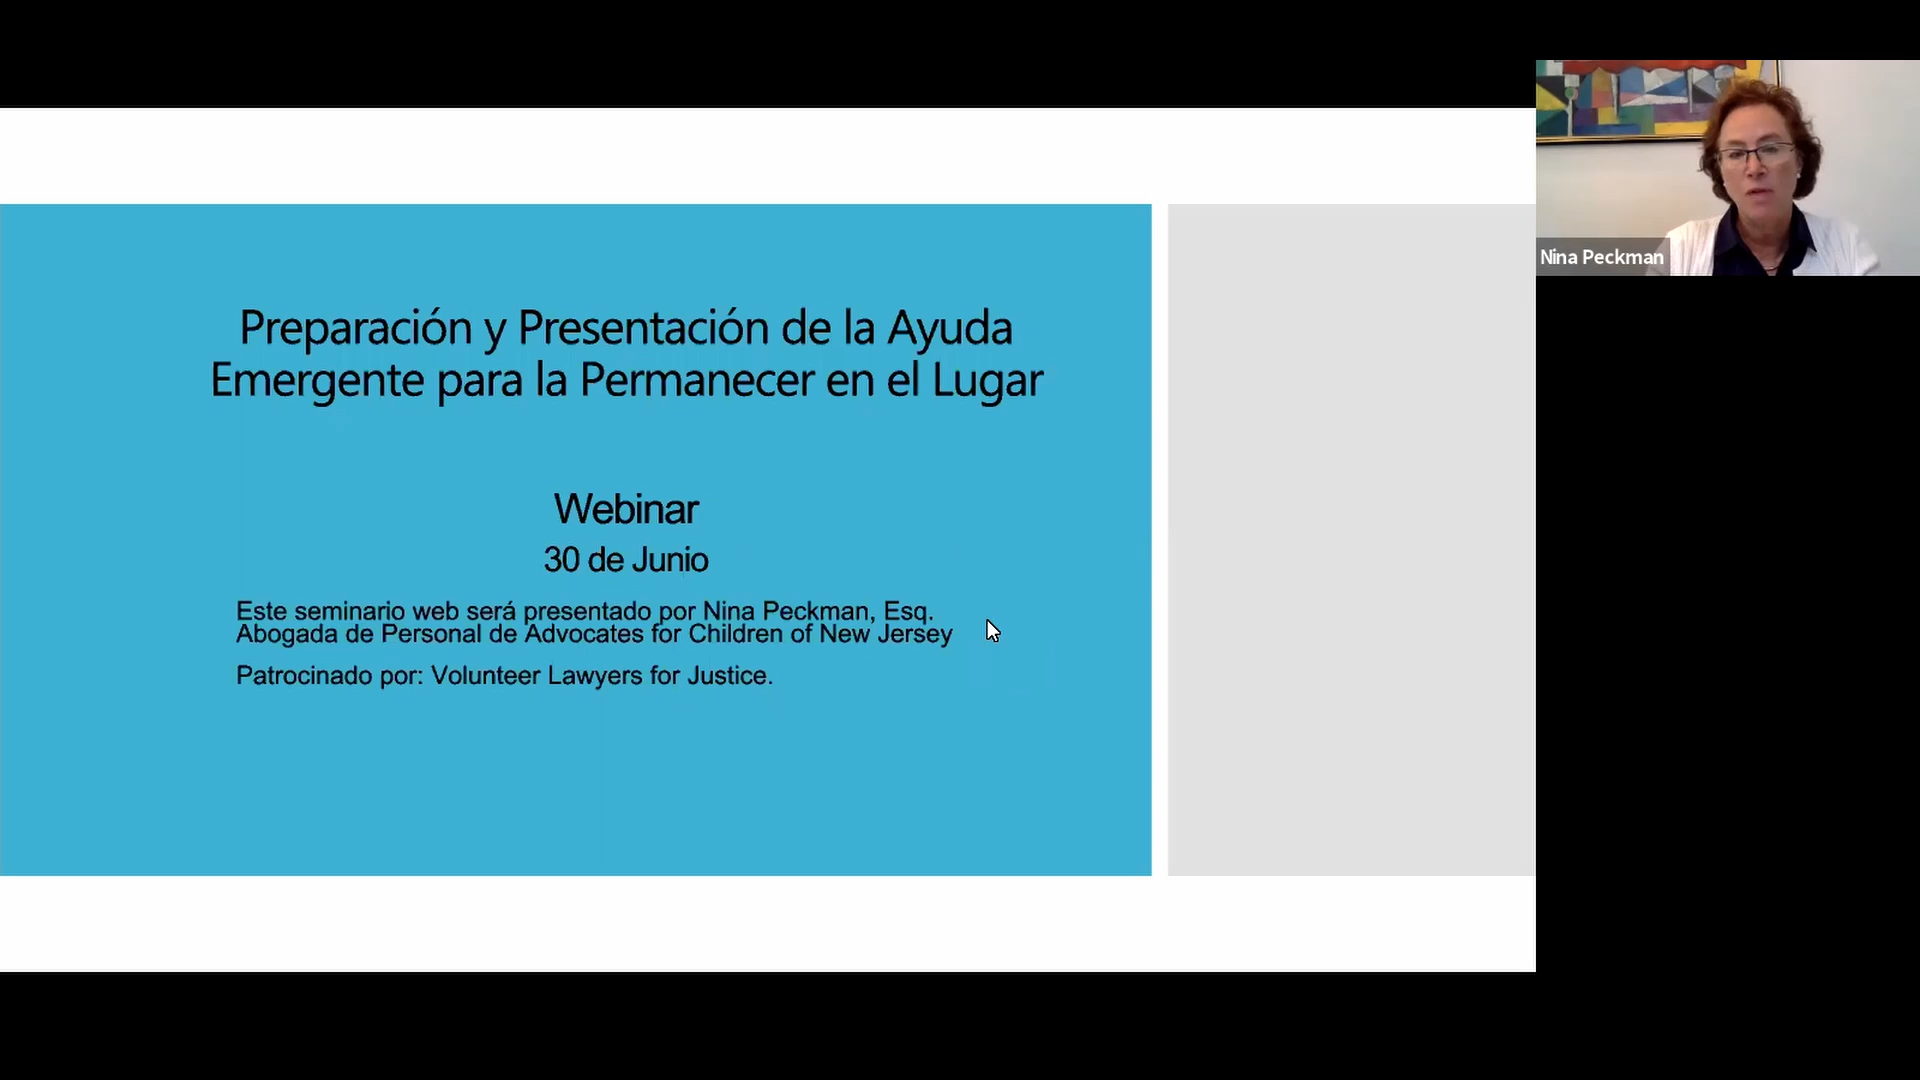 Preparación y Presentación de la Ayuda
Emergente para la Permanecer en el Lugar
Webinar
30 de Junio
Este seminario web será presentado por Nina Peckman, Esq.
Abogada de Personal de Advocates for Children of New Jersey
Patrocinado por: Volunteer Lawyers for Justice.
Nina Peckman